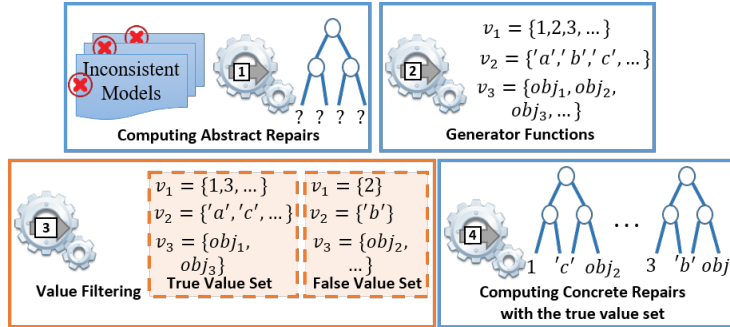 Inconsistent
Models
1
? ? ? ?
Computing Abstract Repairs
2
v₁ = {1,2,3, …}
v₂ = {'a',' b',' c', …}
v₃ = {obj₁, obj₂,
obj₃, …}
Generator Functions
3
Value Filtering
v₁ = {1,3, …}
v₂ = {'a','c', …}
v₃ = {obj₁,
obj₃}
True Value Set
v₁ = {2}
v₂ = {'b'}
v₃ = {obj₂,
…}
False Value Set
4
1 'c' obj₂ … 3 'b' obj
Computing Concrete Repairs
with the true value set